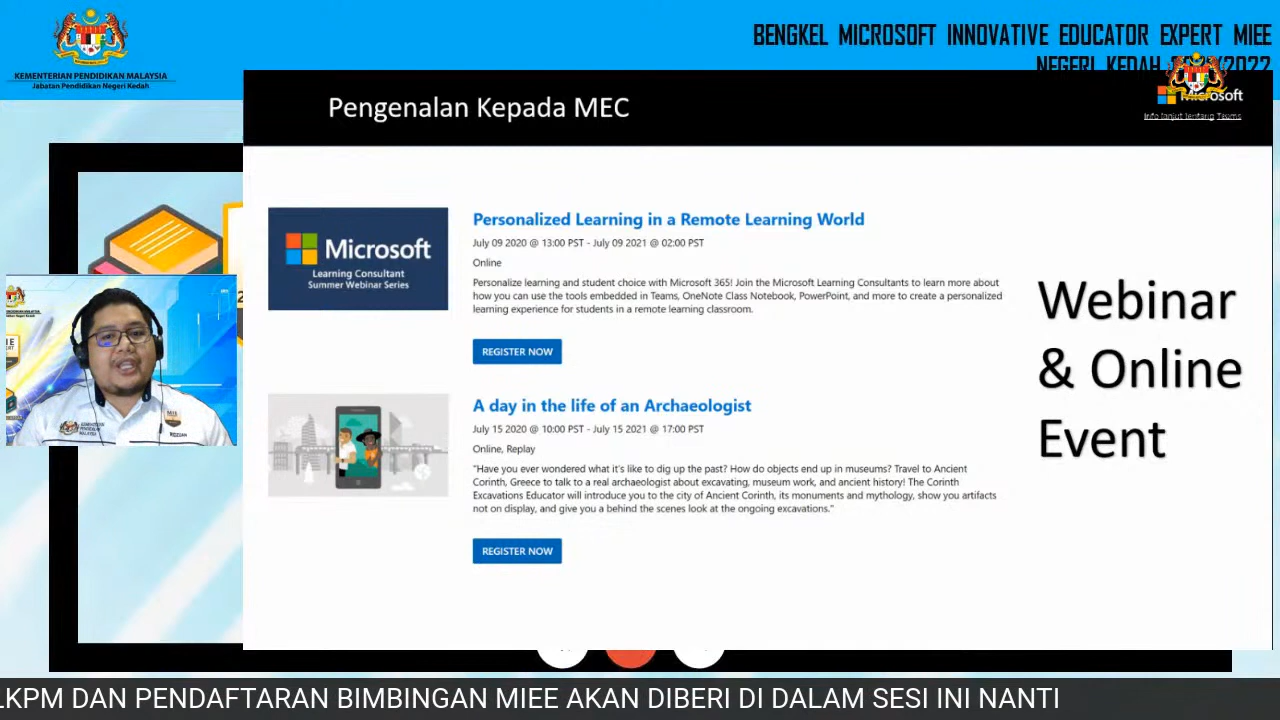 KEMENTERIAN PENDIDIKAN MALAYSIA
Jabatan Pendidikan Negeri Kedah
BENGKEL MICROSOFT INNOVATIVE EDUCATOR EXPERT MIEE
NEGERI KEDAH
Pengenalan Kepada MEC
Microsoft
Info lanjut tentang Teams
Microsoft
Learning Consultant
Summer Webinar Series
Personalized Learning in a Remote Learning World
July 09 2020 @ 13:00 PST - July 09 2021 @ 02:00 PST
Online
Personalize learning and student choice with Microsoft 365! Join the Microsoft Learning Consultants to learn more about
how you can use the tools embedded in Teams, OneNote Class Notebook, PowerPoint, and more to create a personalized
learning experience for students in a remote learning classroom.
REGISTER NOW
A day in the life of an Archaeologist
July 15 2020 @ 10:00 PST - July 15 2021 @ 17:00 PST
Online, Replay
"Have you ever wondered what it's like to dig up the past? How do objects end up in museums? Travel to Ancient
Corinth, Greece to talk to a real archaeologist about excavating, museum work, and ancient history! The Corinth
Excavations Educator will introduce you to the city of Ancient Corinth, its monuments and mythology, show you artifacts
not on display, and give you a behind the scenes look at the ongoing excavations."
REGISTER NOW
Webinar
& Online
Event
LKPM DAN PENDAFTARAN BIMBINGAN MIEE AKAN DIBERI DI DALAM SESI INI NANTI